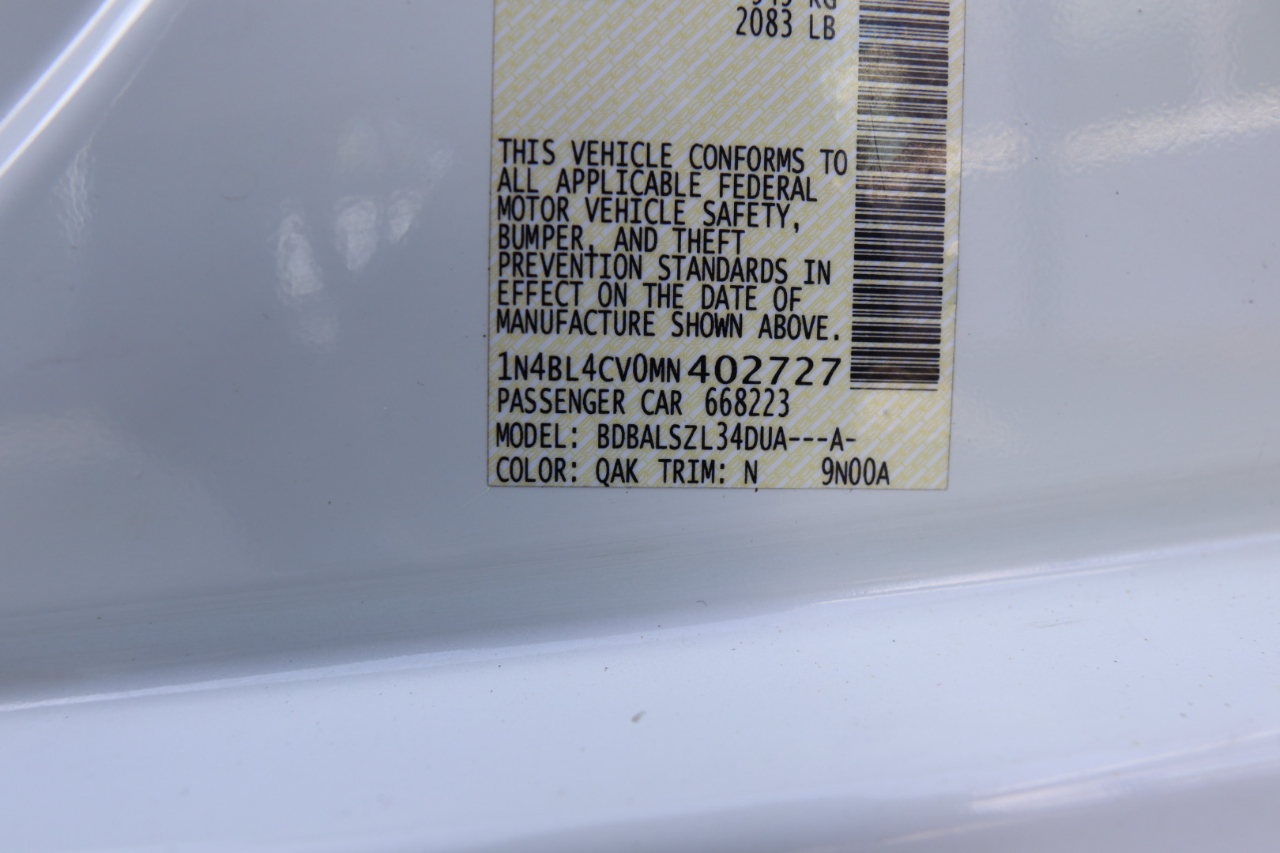 2083 LB
THIS VEHICLE CONFORMS TO
ALL APPLICABLE FEDERAL
MOTOR VEHICLE SAFETY,
BUMPER, AND THEFT
PREVENTION STANDARDS IN
EFFECT ON THE DATE OF
MANUFACTURE SHOWN ABOVE.
1N4BL4CV0MN402727
PASSENGER CAR 668223
MODEL: BDBALSZL34DUA---A-
COLOR: QAK TRIM: N 9N00A